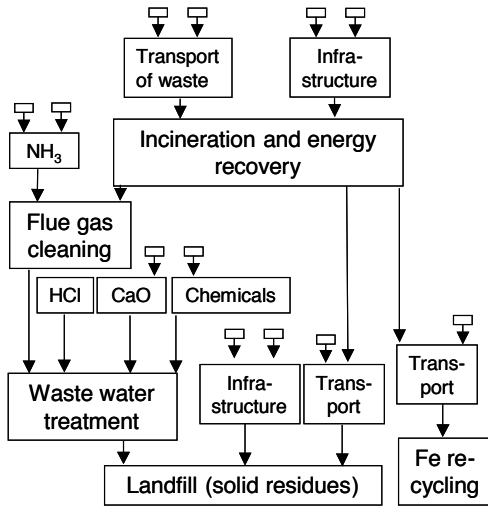 Transport
of waste
Infra-
structure
NH₃
Incineration and energy
recovery
Flue gas
cleaning
HCl
CaO
Chemicals
Waste water
treatment
Infra-
structure
Trans-
port
Trans-
port
Landfill (solid residues)
Fe re-
cycling